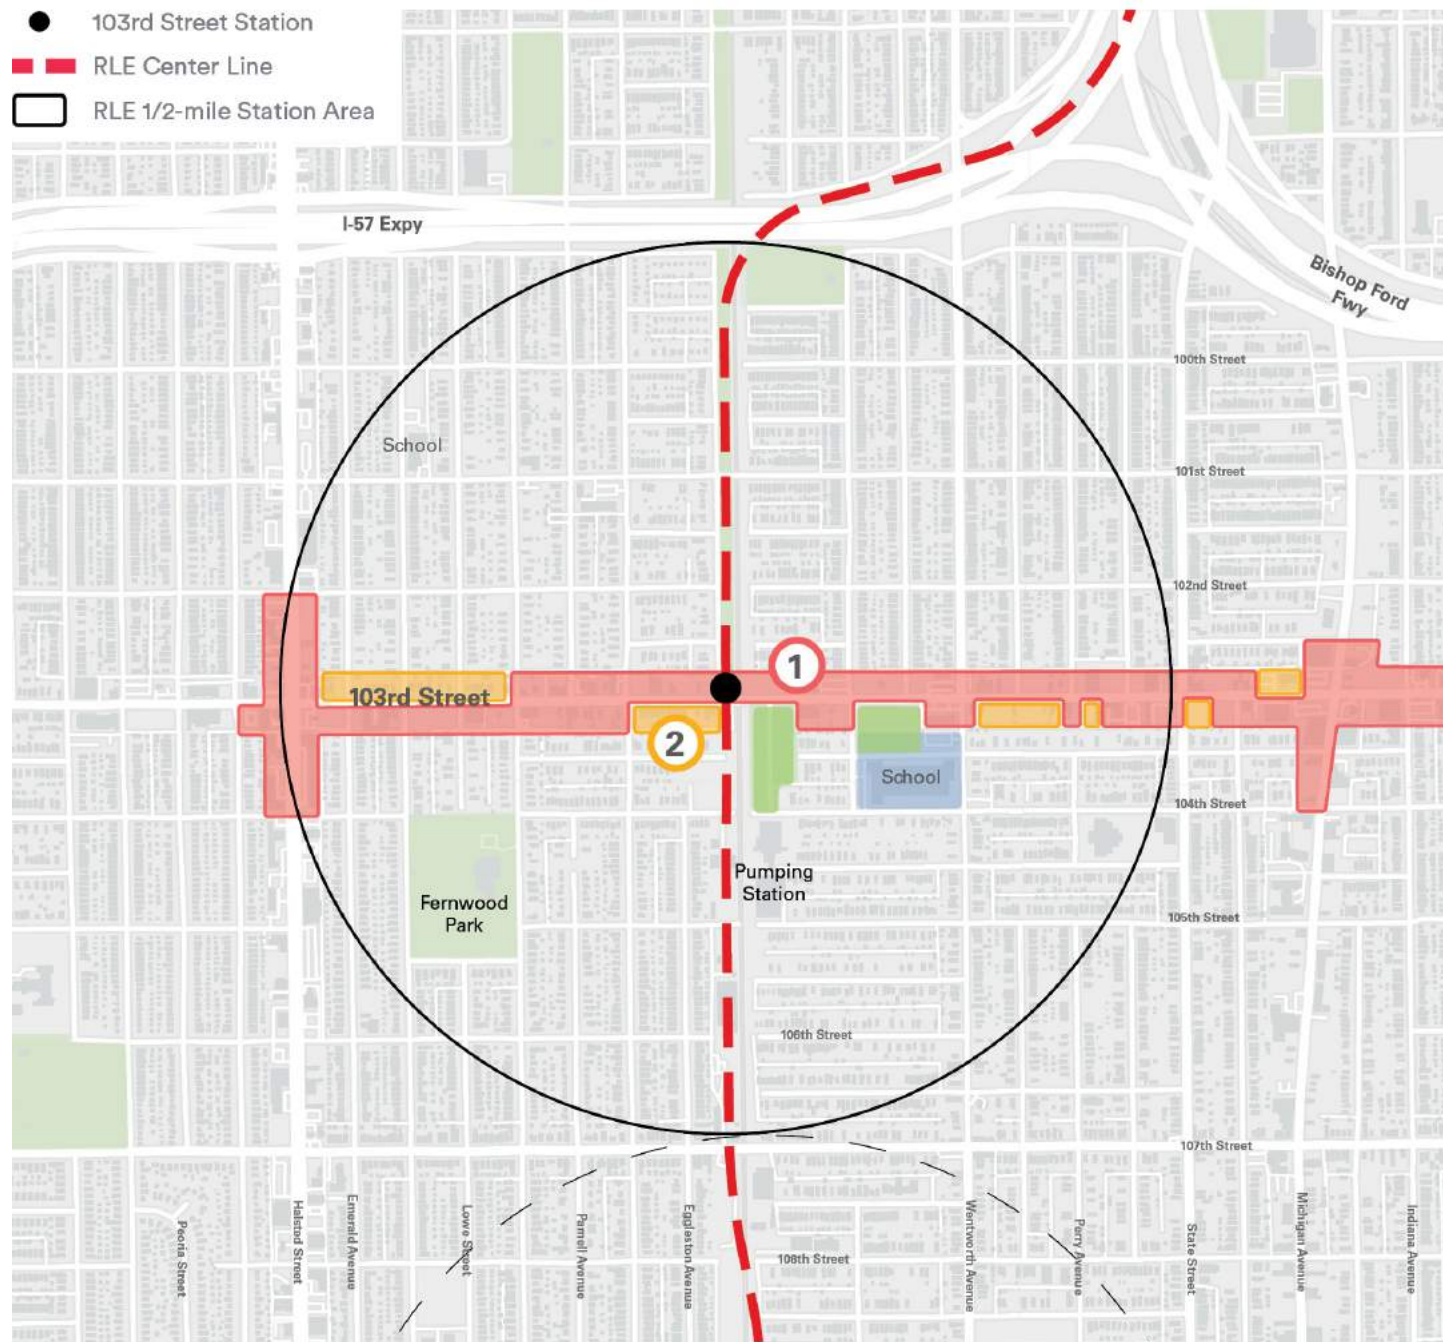 103rd Street Station
RLE Center Line
RLE 1/2-mile Station Area
I-57 Expy
Bishop Ford
Fwy
100th Street
School
101st Street
102nd Street
1
103rd Street
2
School
104th Street
Pumping
Station
Fernwood
Park
105th Street
106th Street
107th Street
Peoria Street
Halsted Street
Emerald Avenue
Lowe Street
Parnell Avenue
Eggleston Avenue
108th Street
Wentworth Avenue
Perry Avenue
State Street
Michigan Avenue
Indiana Avenue